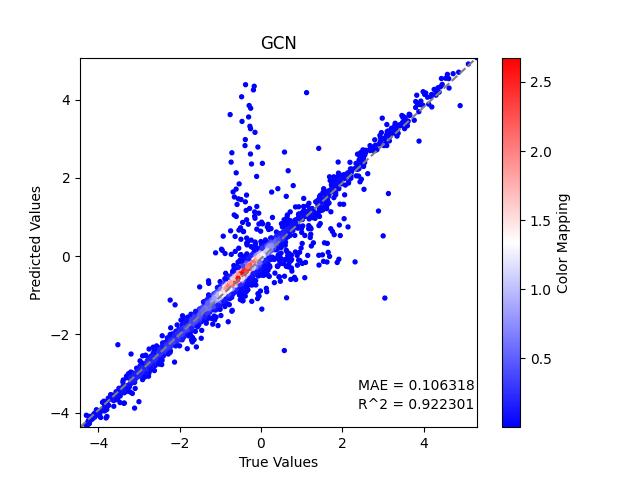 GCN
4
2
0
−2
−4
Predicted Values
−4
−2
0
2
4
True Values
MAE = 0.106318
R^2 = 0.922301
2.5
2.0
1.5
1.0
0.5
Color Mapping